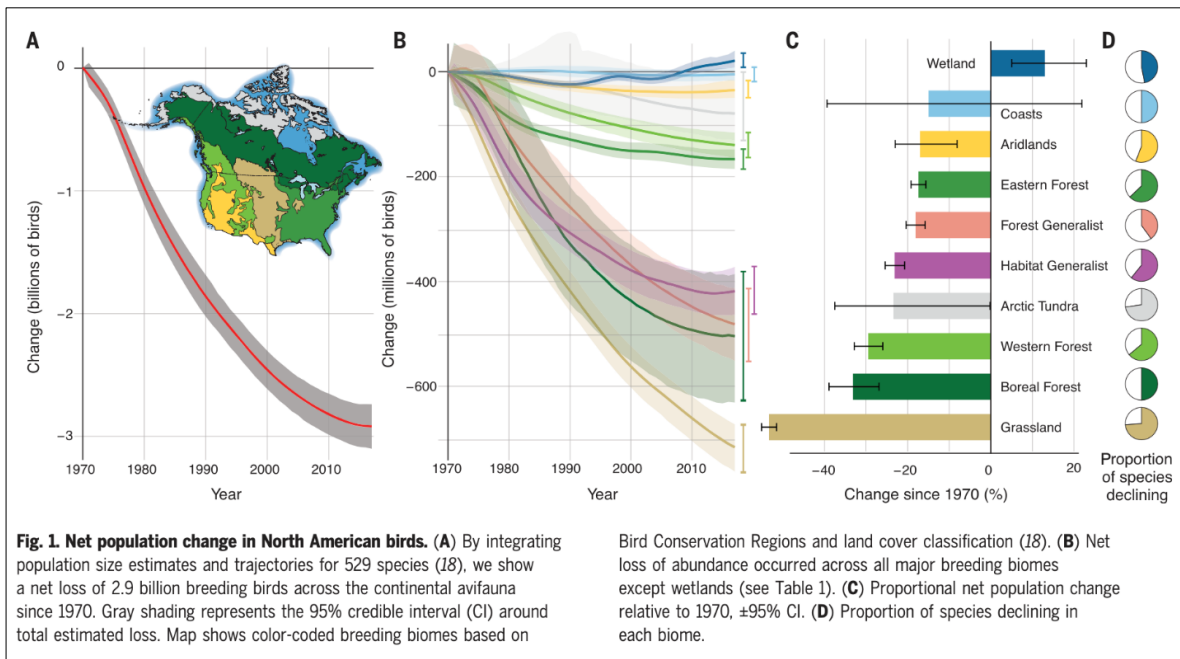 A
0
−1
−2
−3
Change (billions of birds)
1970
1980
1990
2000
2010
Year
B
0
−200
−400
−600
Change (millions of birds)
1970
1980
1990
2000
2010
Year
C
Wetland
Coasts
Aridlands
Eastern Forest
Forest Generalist
Habitat Generalist
Arctic Tundra
Western Forest
Boreal Forest
Grassland
−40
−20
0
20
Change since 1970 (%)
D
Proportion
of species
declining
Fig. 1. Net population change in North American birds. (A) By integrating
population size estimates and trajectories for 529 species (18), we show
a net loss of 2.9 billion breeding birds across the continental avifauna
since 1970. Gray shading represents the 95% credible interval (CI) around
total estimated loss. Map shows color-coded breeding biomes based on
Bird Conservation Regions and land cover classification (18). (B) Net
loss of abundance occurred across all major breeding biomes
except wetlands (see Table 1). (C) Proportional net population change
relative to 1970, ±95% CI. (D) Proportion of species declining in
each biome.